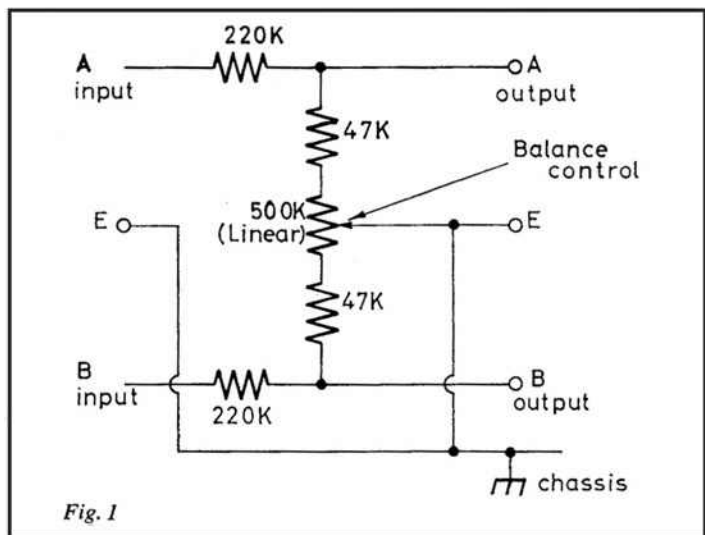 220K
A
input
A
output
47K
Balance
control
500K
(Linear)
E
E
47K
B
input
220K
B
output
chassis
Fig. 1